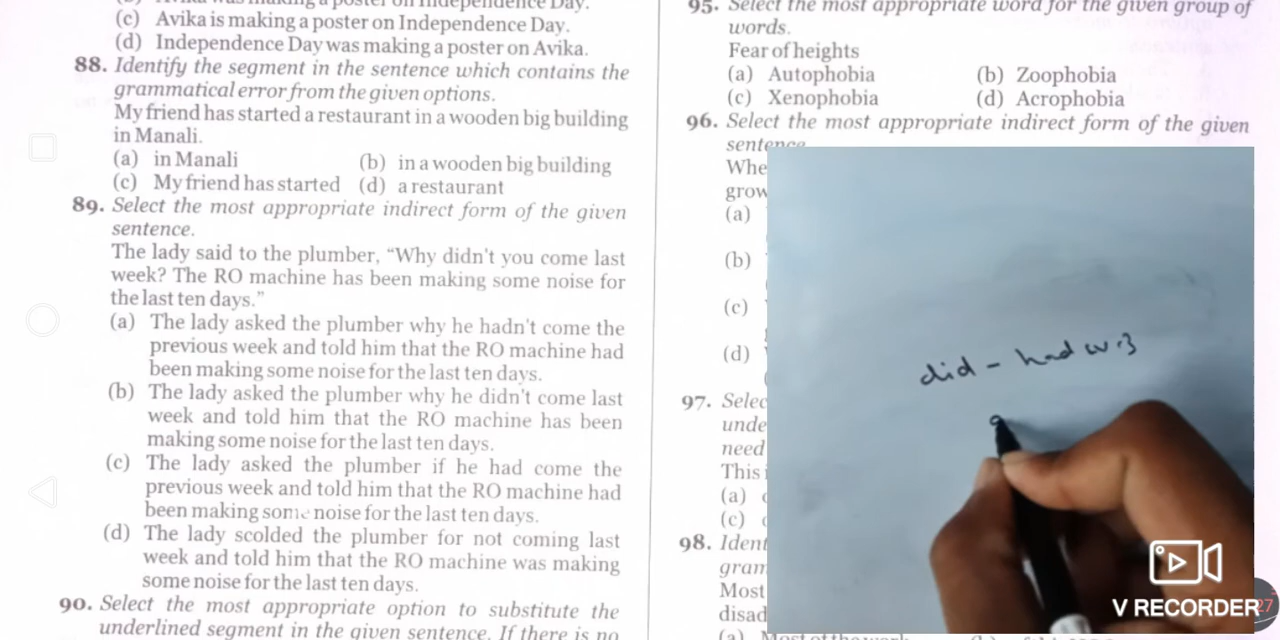 (c) Avika is making a poster on Independence Day.
(d) Independence Day was making a poster on Avika.
88. Identify the segment in the sentence which contains the
grammatical error from the given options.
My friend has started a restaurant in a wooden big building
in Manali.
(a) in Manali
(b) in a wooden big building
(c) My friend has started
(d) a restaurant
89. Select the most appropriate indirect form of the given
sentence.
The lady said to the plumber, “Why didn't you come last
week? The RO machine has been making some noise for
the last ten days.”
(a) The lady asked the plumber why he hadn't come the
previous week and told him that the RO machine had
been making some noise for the last ten days.
(b) The lady asked the plumber why he didn't come last
week and told him that the RO machine has been
making some noise for the last ten days.
(c) The lady asked the plumber if he had come the
previous week and told him that the RO machine had
been making some noise for the last ten days.
(d) The lady scolded the plumber for not coming last
week and told him that the RO machine was making
some noise for the last ten days.
90. Select the most appropriate option to substitute the
underlined segment in the given sentence. If there is no
95. Select the most appropriate word for the given group of
words.
Fear of heights
(a) Autophobia
(b) Zoophobia
(c) Xenophobia
(d) Acrophobia
96. Select the most appropriate indirect form of the given
sentence
Whe
grow
(a)
(b)
(c)
(d)
97. Selec
unde
need
This
(a)
(c)
98. Ident
gram
Most
disad
(a)
did - had w.3
V RECORDER
27